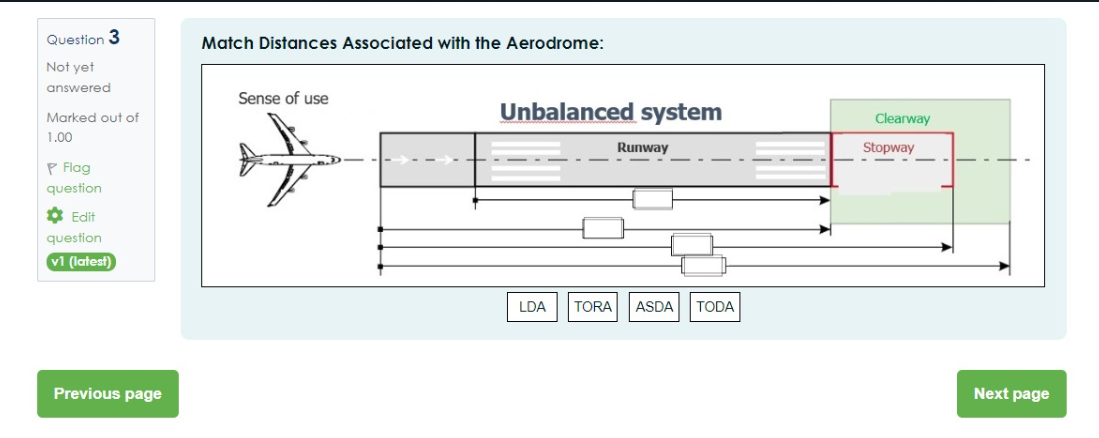 Question 3
Not yet
answered
Marked out of
1.00
Flag
question
Edit
question
v1 (latest)
Match Distances Associated with the Aerodrome:
Sense of use
Unbalanced system
Clearway
Runway
Stopway
LDA
TORA
ASDA
TODA
Previous page
Next page